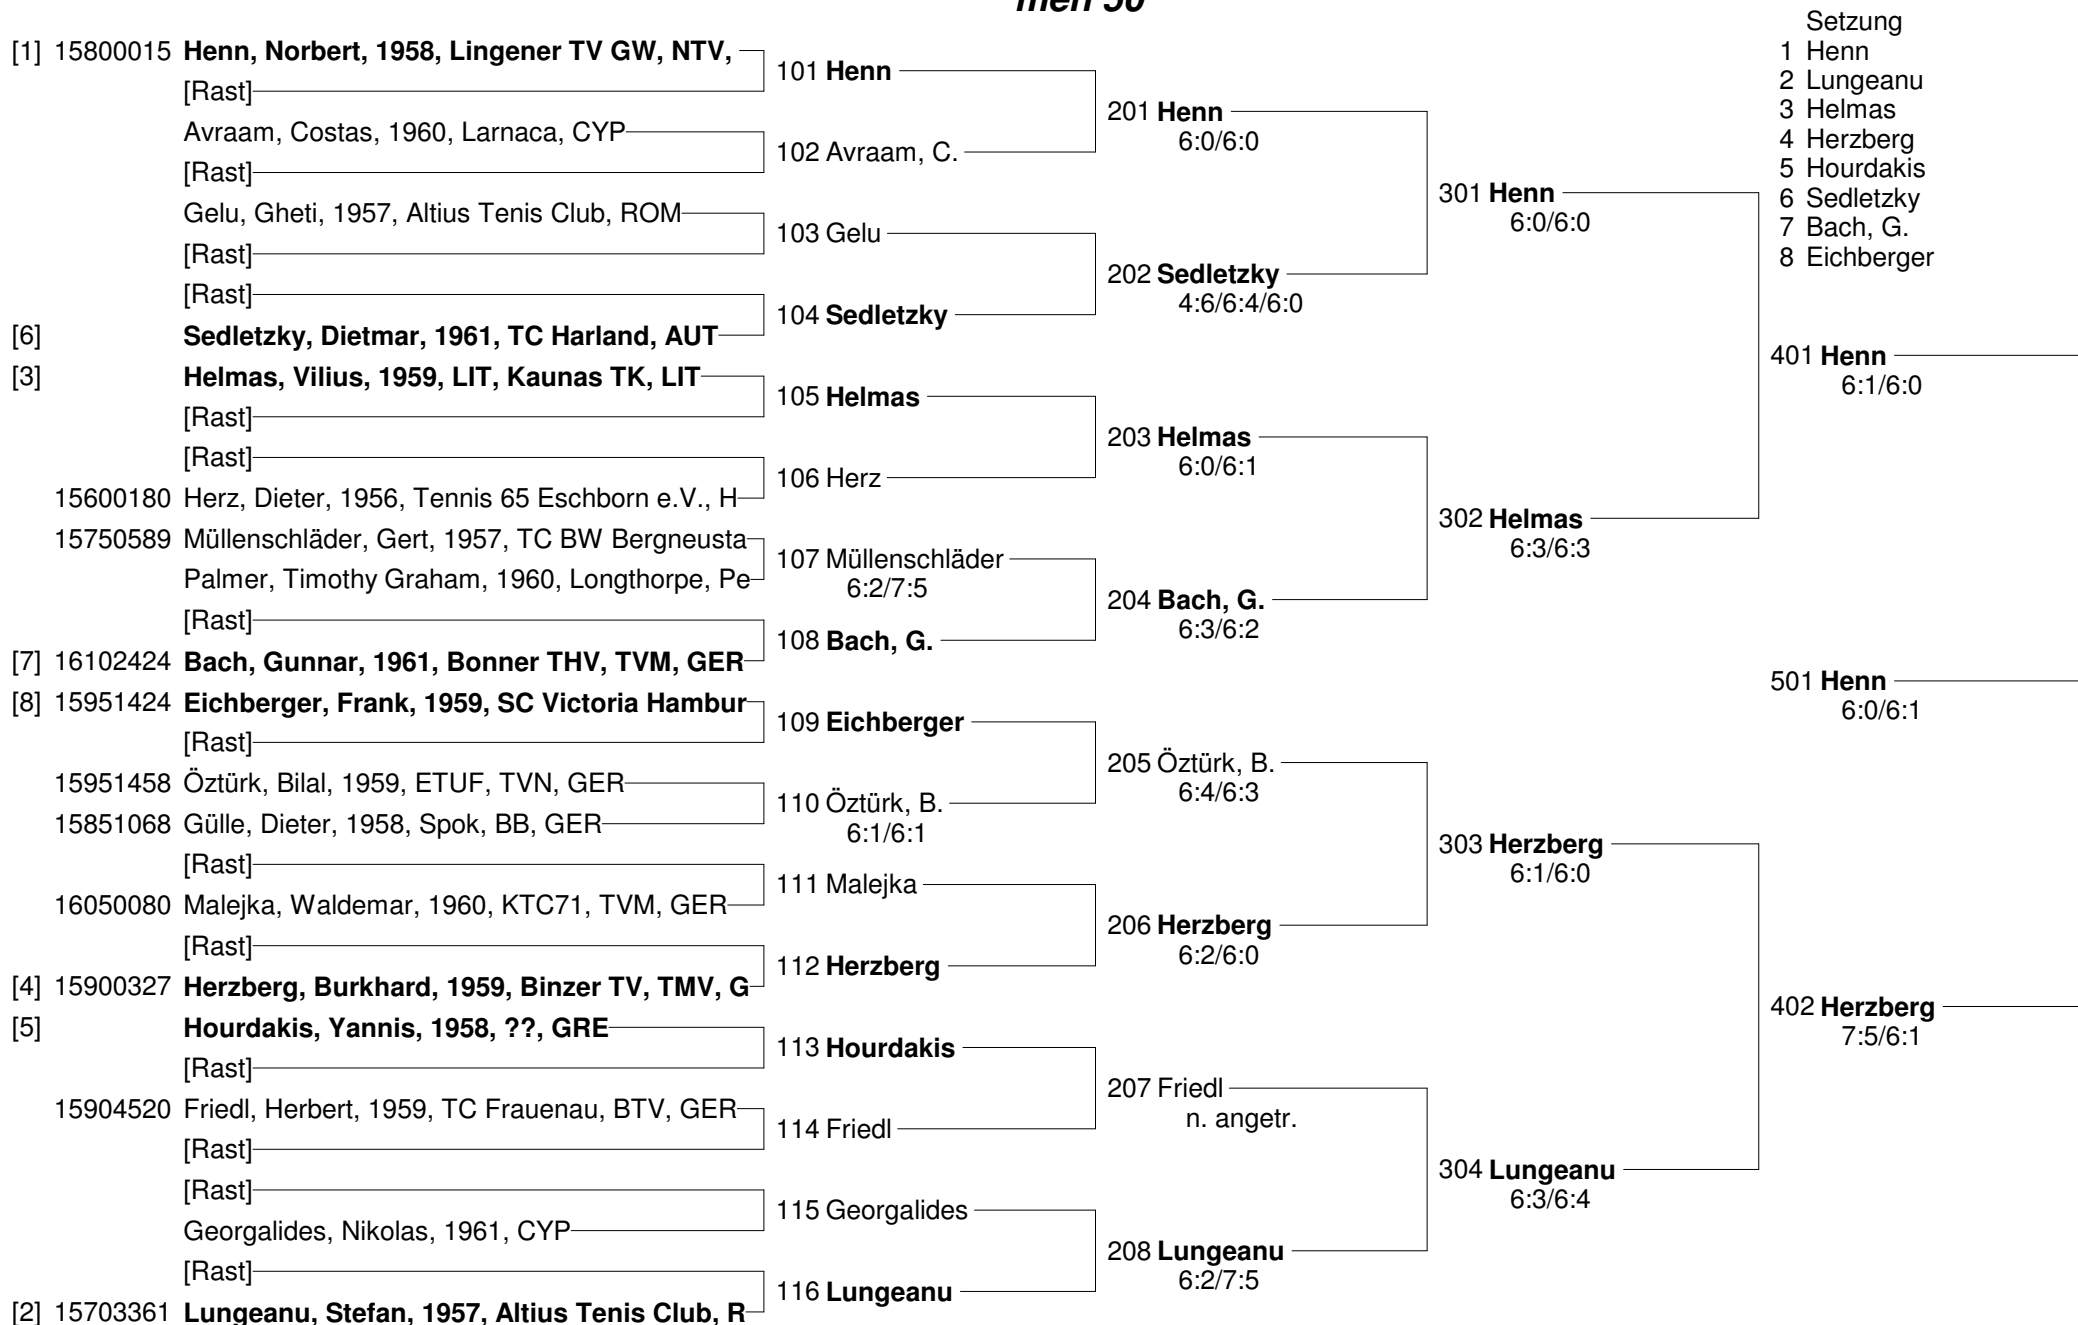 men 50
Setzung
1 Henn
2 Lungeanu
3 Helmas
4 Herzberg
5 Hourdakis
6 Sedletzky
7 Bach, G.
8 Eichberger
[1] 15800015 Henn, Norbert, 1958, Lingener TV GW, NTV,
[Rast]
Avraam, Costas, 1960, Larnaca, CYP
[Rast]
Gelu, Gheti, 1957, Altius Tenis Club, ROM
[Rast]
[Rast]
[6] Sedletzky, Dietmar, 1961, TC Harland, AUT
[3] Helmas, Vilius, 1959, LIT, Kaunas TK, LIT
[Rast]
[Rast]
15600180 Herz, Dieter, 1956, Tennis 65 Eschborn e.V., H
15750589 Müllenschläder, Gert, 1957, TC BW Bergneusta
Palmer, Timothy Graham, 1960, Longthorpe, Pe
[Rast]
[7] 16102424 Bach, Gunnar, 1961, Bonner THV, TVM, GER
[8] 15951424 Eichberger, Frank, 1959, SC Victoria Hambur
[Rast]
15951458 Öztürk, Bilal, 1959, ETUF, TVN, GER
15851068 Gülle, Dieter, 1958, Spok, BB, GER
[Rast]
16050080 Malejka, Waldemar, 1960, KTC71, TVM, GER
[Rast]
[4] 15900327 Herzberg, Burkhard, 1959, Binzer TV, TMV, G
[5] Hourdakis, Yannis, 1958, ??, GRE
[Rast]
15904520 Friedl, Herbert, 1959, TC Frauenau, BTV, GER
[Rast]
[Rast]
Georgalides, Nikolas, 1961, CYP
[Rast]
[2] 15703361 Lungeanu, Stefan, 1957, Altius Tenis Club, R
101 Henn
102 Avraam, C.
103 Gelu
104 Sedletzky
105 Helmas
106 Herz
107 Müllenschläder
6:2/7:5
108 Bach, G.
109 Eichberger
110 Öztürk, B.
6:1/6:1
111 Malejka
112 Herzberg
113 Hourdakis
114 Friedl
115 Georgalides
116 Lungeanu
201 Henn
6:0/6:0
202 Sedletzky
4:6/6:4/6:0
203 Helmas
6:0/6:1
204 Bach, G.
6:3/6:2
205 Öztürk, B.
6:4/6:3
206 Herzberg
6:2/6:0
207 Friedl
n. angetr.
208 Lungeanu
6:2/7:5
301 Henn
6:0/6:0
302 Helmas
6:3/6:3
303 Herzberg
6:1/6:0
304 Lungeanu
6:3/6:4
401 Henn
6:1/6:0
501 Henn
6:0/6:1
402 Herzberg
7:5/6:1